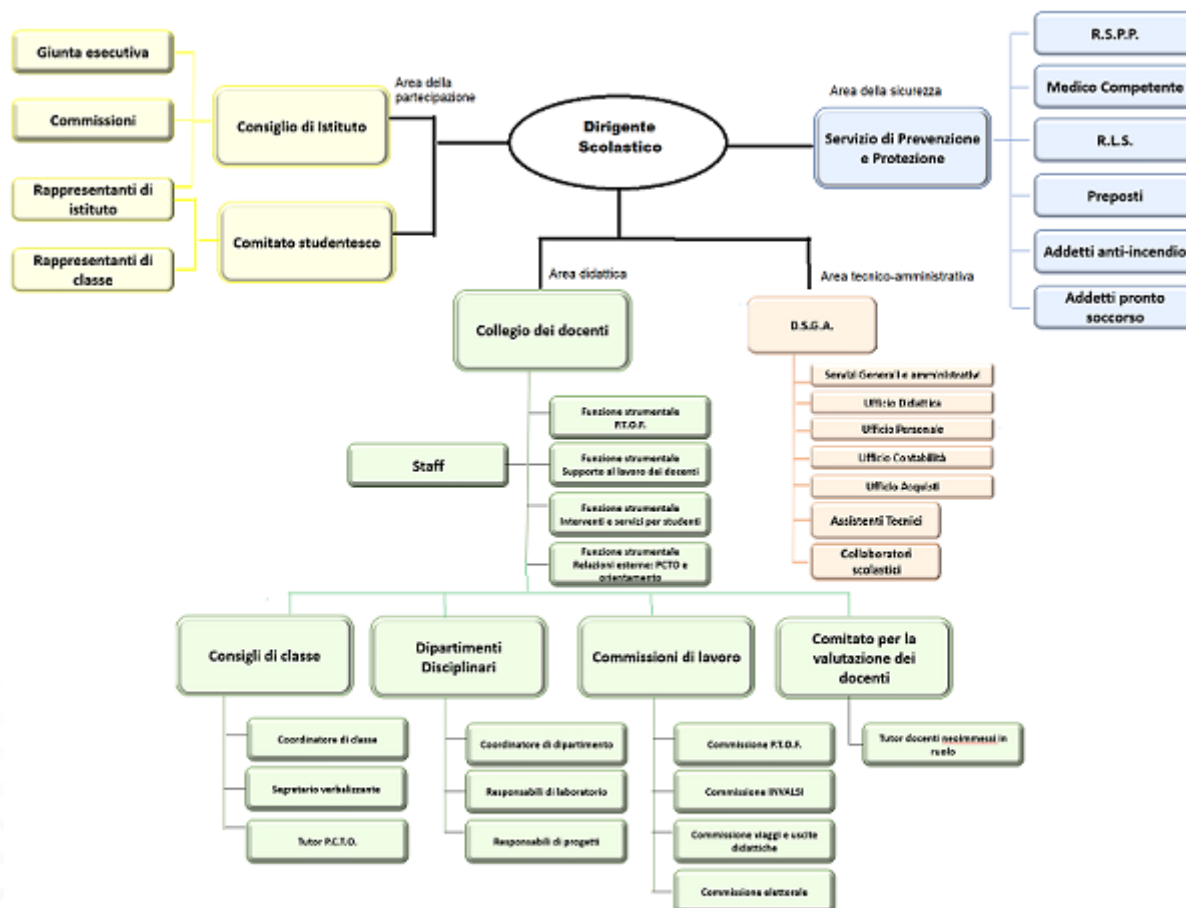 Giunta esecutiva
Commissioni
Rappresentanti di
istituto
Rappresentanti di
classe
Area della
partecipazione
Consiglio di Istituto
Comitato studentesco
Dirigente
Scolastico
Area della sicurezza
Servizio di Prevenzione
e Protezione
R.S.P.P.
Medico Competente
R.L.S.
Preposti
Addetti anti-incendio
Addetti pronto
soccorso
Area didattica
Area tecnico-amministrativa
Collegio dei docenti
D.S.G.A.
Servizi Generali e amministrativi
Ufficio Didattica
Ufficio Personale
Ufficio Contabilità
Ufficio Acquisti
Assistenti Tecnici
Collaboratori
scolastici
Staff
Funzione strumentale
P.T.O.F.
Funzione strumentale
Supporto al lavoro dei docenti
Funzione strumentale
Interventi e servizi per studenti
Funzione strumentale
Relazioni esterne: PCTO e
orientamento
Consigli di classe
Coordinatore di classe
Segretario verbalizzante
Tutor P.C.T.O.
Dipartimenti
Disciplinari
Coordinatore di dipartimento
Responsabili di laboratorio
Responsabili di progetti
Commissioni di lavoro
Commissione P.T.O.F.
Commissione INVALSI
Commissione viaggi e uscite
didattiche
Commissione elettorale
Comitato per la
valutazione dei
docenti
Tutor docenti neoimmessi in
ruolo